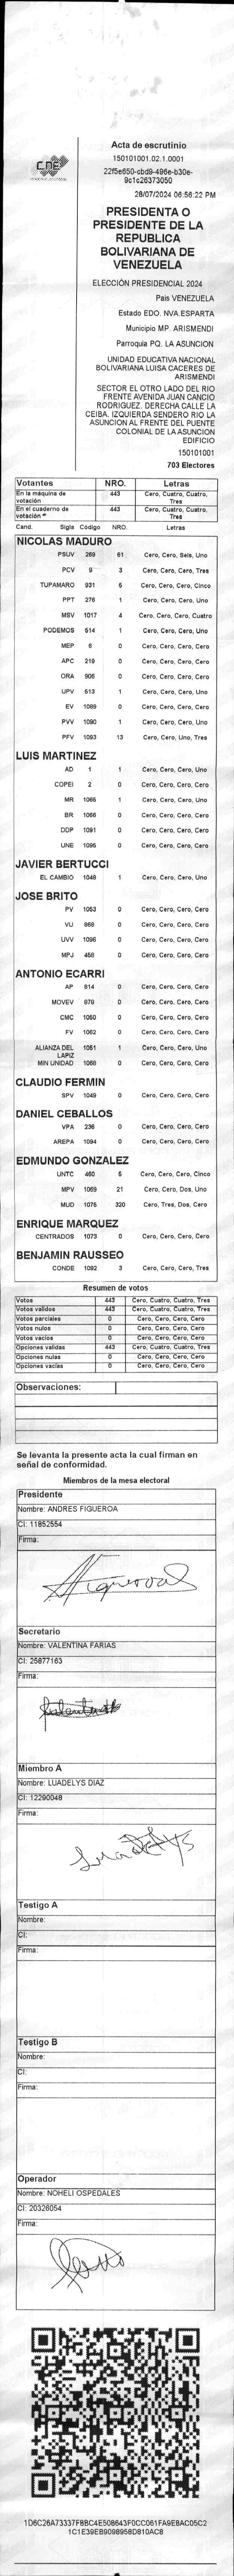 CNE
Acta de escrutinio
150101001.02.1.0001
22f5e650-cbd9-496e-b30e-
9c1c26373050
28/07/2024 06:56:22 PM
PRESIDENTA O
PRESIDENTE DE LA
REPUBLICA
BOLIVARIANA DE
VENEZUELA
ELECCIÓN PRESIDENCIAL 2024
Pais VENEZUELA
Estado EDO. NVA.ESPARTA
Municipio MP. ARISMENDI
Parroquia PQ. LA ASUNCION
UNIDAD EDUCATIVA NACIONAL
BOLIVARIANA LUISA CACERES DE
ARISMENDI
SECTOR EL OTRO LADO DEL RIO
FRENTE AVENIDA JUAN CANCIO
RODRIGUEZ. DERECHA CALLE LA
CEIBA. IZQUIERDA SENDERO RIO LA
ASUNCION AL FRENTE DEL PUENTE
COLONIAL DE LA ASUNCION
EDIFICIO
150101001
703 Electores
Votantes NRO. Letras
En la máquina de votación 443 Cero, Cuatro, Cuatro, Tres
En el cuaderno de votación 443 Cero, Cuatro, Cuatro, Tres
Cand. Sigla Código NRO. Letras
NICOLAS MADURO
PSUV 269 61 Cero, Cero, Seis, Uno
PCV 9 3 Cero, Cero, Cero, Tres
TUPAMARO 931 5 Cero, Cero, Cero, Cinco
PPT 276 1 Cero, Cero, Cero, Uno
MSV 1017 4 Cero, Cero, Cero, Cuatro
PODEMOS 514 1 Cero, Cero, Cero, Uno
MEP 6 0 Cero, Cero, Cero, Cero
APC 219 0 Cero, Cero, Cero, Cero
ORA 906 0 Cero, Cero, Cero, Cero
UPV 513 1 Cero, Cero, Cero, Uno
EV 1089 0 Cero, Cero, Cero, Cero
PVV 1090 1 Cero, Cero, Cero, Uno
PFV 1093 13 Cero, Cero, Uno, Tres
LUIS MARTINEZ
AD 1 1 Cero, Cero, Cero, Uno
COPEI 2 0 Cero, Cero, Cero, Cero
MR 1065 1 Cero, Cero, Cero, Uno
BR 1066 0 Cero, Cero, Cero, Cero
DDP 1091 0 Cero, Cero, Cero, Cero
UNE 1095 0 Cero, Cero, Cero, Cero
JAVIER BERTUCCI
EL CAMBIO 1048 1 Cero, Cero, Cero, Uno
JOSE BRITO
PV 1053 0 Cero, Cero, Cero, Cero
VU 868 0 Cero, Cero, Cero, Cero
UVV 1096 0 Cero, Cero, Cero, Cero
MPJ 458 0 Cero, Cero, Cero, Cero
ANTONIO ECARRI
AP 814 0 Cero, Cero, Cero, Cero
MOVEV 879 0 Cero, Cero, Cero, Cero
CMC 1050 0 Cero, Cero, Cero, Cero
FV 1062 0 Cero, Cero, Cero, Cero
ALIANZA DEL LAPIZ 1051 1 Cero, Cero, Cero, Uno
MIN UNIDAD 1068 0 Cero, Cero, Cero, Cero
CLAUDIO FERMIN
SPV 1049 0 Cero, Cero, Cero, Cero
DANIEL CEBALLOS
VPA 236 0 Cero, Cero, Cero, Cero
AREPA 1094 0 Cero, Cero, Cero, Cero
EDMUNDO GONZALEZ
UNTC 460 5 Cero, Cero, Cero, Cinco
MPV 1069 21 Cero, Cero, Dos, Uno
MUD 1076 320 Cero, Tres, Dos, Cero
ENRIQUE MARQUEZ
CENTRADOS 1073 0 Cero, Cero, Cero, Cero
BENJAMIN RAUSSEO
CONDE 1092 3 Cero, Cero, Cero, Tres
Resumen de votos
Votos 443 Cero, Cuatro, Cuatro, Tres
Votos validos 443 Cero, Cuatro, Cuatro, Tres
Votos parciales 0 Cero, Cero, Cero, Cero
Votos nulos 0 Cero, Cero, Cero, Cero
Votos vacios 0 Cero, Cero, Cero, Cero
Opciones validas 443 Cero, Cuatro, Cuatro, Tres
Opciones nulas 0 Cero, Cero, Cero, Cero
Opciones vacias 0 Cero, Cero, Cero, Cero
Observaciones:
Se levanta la presente acta la cual firman en
señal de conformidad.
Miembros de la mesa electoral
Presidente
Nombre: ANDRES FIGUEROA
CI: 11852554
Firma:
Secretario
Nombre: VALENTINA FARIAS
CI: 25877163
Firma:
Miembro A
Nombre: LUADELYS DIAZ
CI: 12290048
Firma:
Testigo A
Nombre:
CI:
Firma:
Testigo B
Nombre:
CI:
Firma:
Operador
Nombre: NOHELI OSPEDALES
CI: 20326054
Firma:
1D6C26A73337F8BC4E508643F0CC061FA9E8AC05C2
1C1E39EB9098958D810AC8